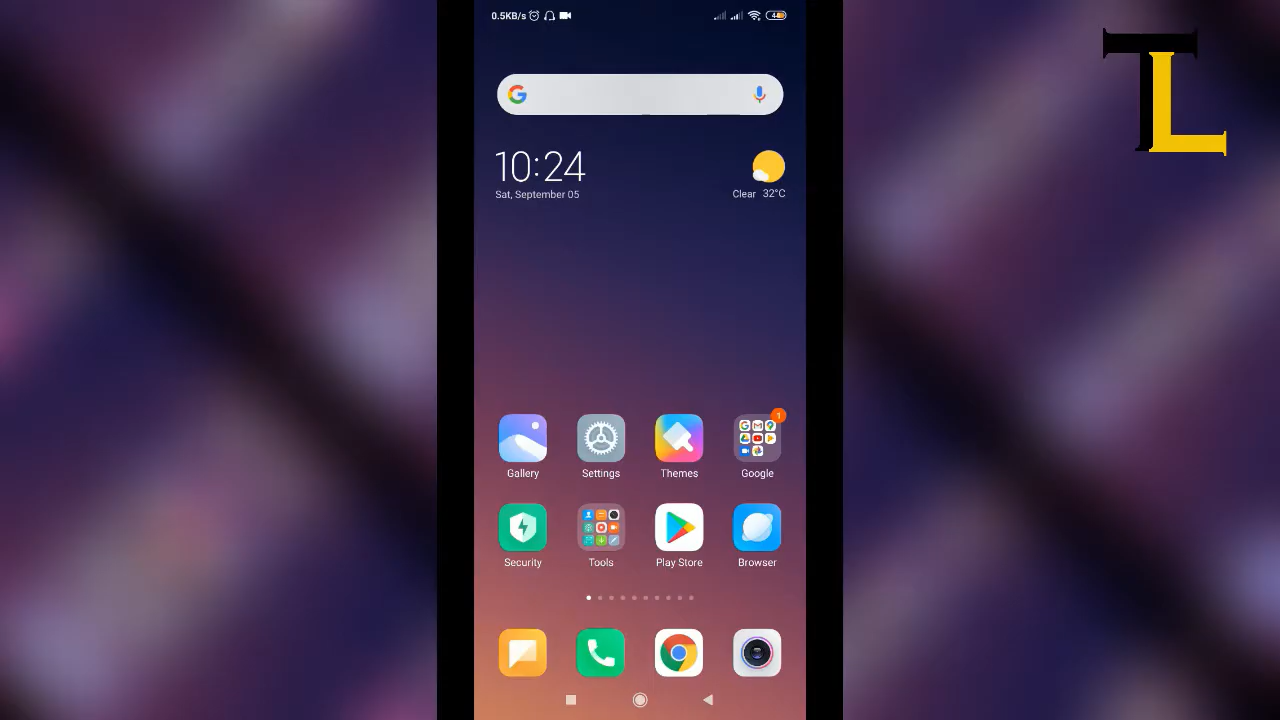 0.5KB/s 44
TL
10:24
Sat, September 05
Clear 32°C
1
Gallery Settings Themes Google
Security Tools Play Store Browser